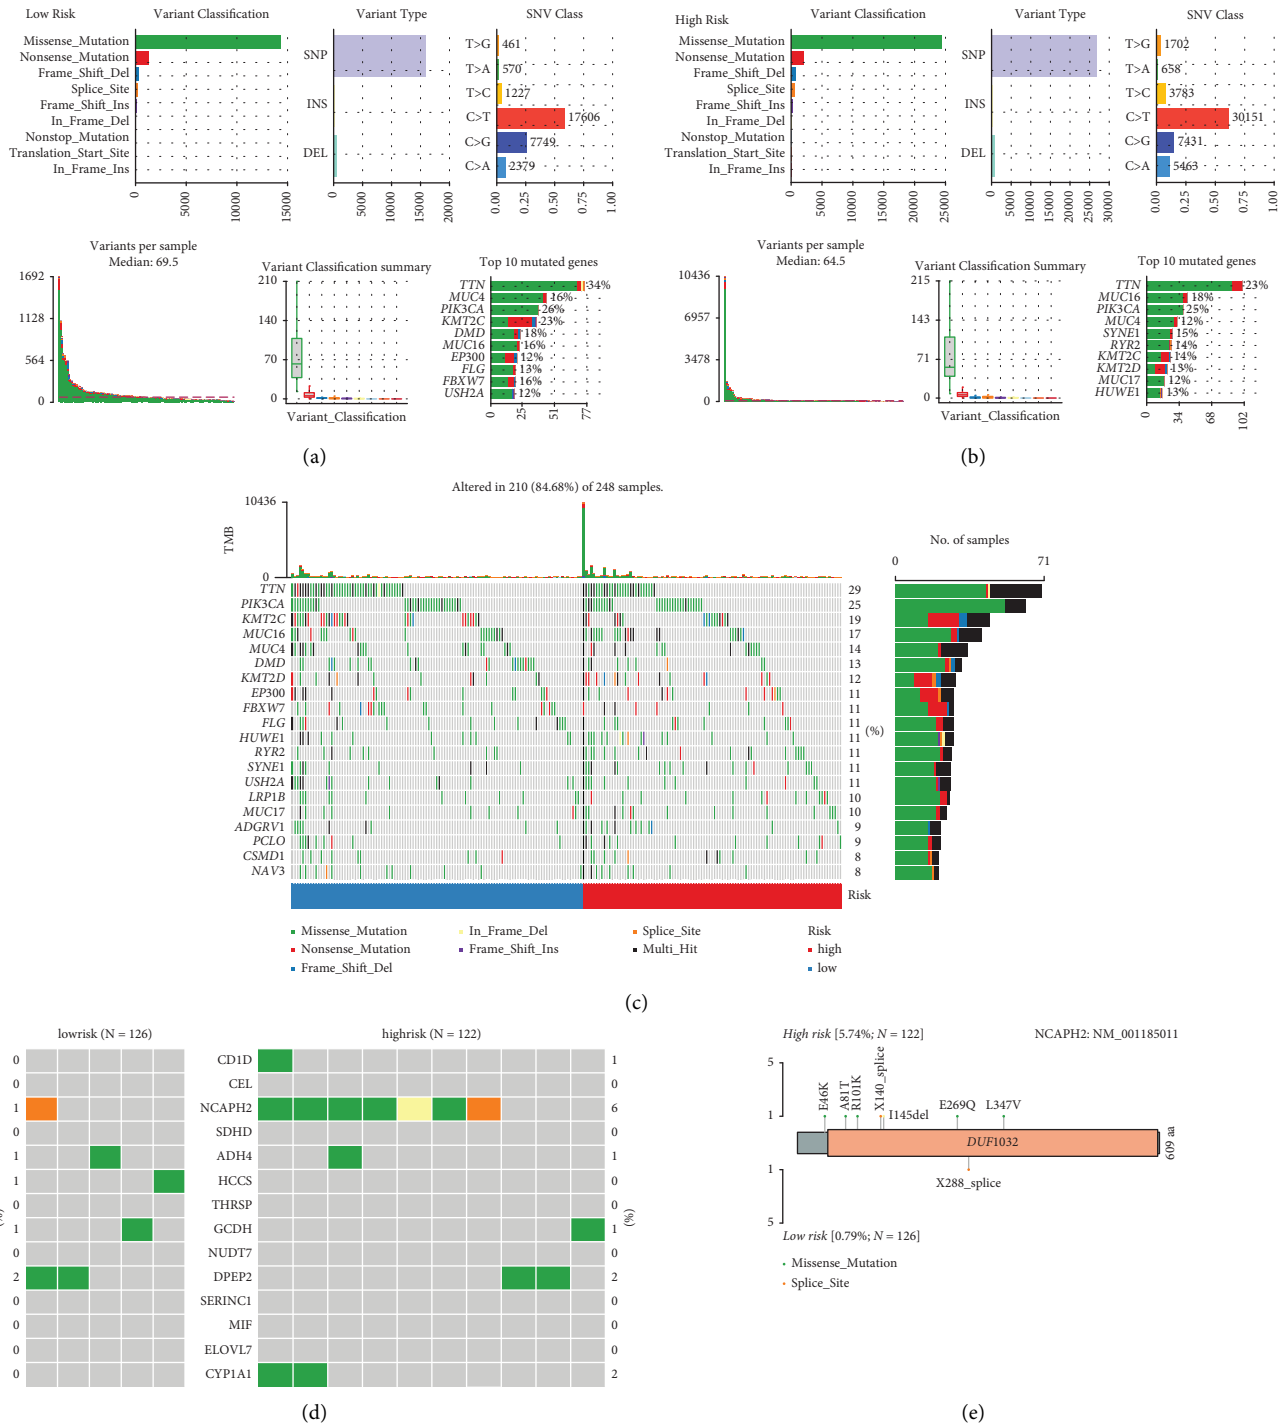 Low Risk
Variant Classification
Missense_Mutation
Nonsense_Mutation
Frame_Shift_Del
Splice_Site
Frame_Shift_Ins
In_Frame_Del
Nonstop_Mutation
Translation_Start_Site
In_Frame_Ins
0
5000
10000
15000
Variant Type
SNP
INS
DEL
0
5000
10000
15000
20000
SNV Class
T>G 461
T>A 570
T>C 1227
C>T 17606
C>G 7749
C>A 2379
0.00
0.25
0.50
0.75
1.00
Variants per sample
Median: 69.5
1692
1128
564
0
Variant Classification summary
210
140
70
0
Variant_Classification
Top 10 mutated genes
TTN 34%
MUC4 16%
PIK3CA 26%
KMT2C 23%
DMD 18%
MUC16 16%
EP300 12%
FLG 13%
FBXW7 16%
USH2A 12%
0
25
51
77
(a)
High Risk
Variant Classification
Missense_Mutation
Nonsense_Mutation
Frame_Shift_Del
Splice_Site
Frame_Shift_Ins
In_Frame_Del
Nonstop_Mutation
Translation_Start_Site
In_Frame_Ins
0
5000
10000
15000
20000
25000
Variant Type
SNP
INS
DEL
0
5000
10000
15000
20000
25000
30000
SNV Class
T>G 1702
T>A 658
T>C 3783
C>T 30151
C>G 7431
C>A 5463
0.00
0.25
0.50
0.75
1.00
Variants per sample
Median: 64.5
10436
6957
3478
0
Variant Classification Summary
215
143
71
0
Variant_Classification
Top 10 mutated genes
TTN 23%
MUC16 18%
PIK3CA 25%
MUC4 12%
SYNE1 15%
RYR2 14%
KMT2C 14%
KMT2D 13%
MUC17 12%
HUWE1 13%
0
34
68
102
(b)
Altered in 210 (84.68%) of 248 samples.
10436
TMB
0
No. of samples
0 71
TTN 29
PIK3CA 25
KMT2C 19
MUC16 17
MUC4 14
DMD 13
KMT2D 12
EP300 11
FBXW7 11
FLG 11
HUWE1 11
RYR2 11
SYNE1 11
USH2A 11
LRP1B 10
MUC17 10
ADGRV1 9
PCLO 9
CSMD1 8
NAV3 8
(%)
Risk
Missense_Mutation
Nonsense_Mutation
Frame_Shift_Del
In_Frame_Del
Frame_Shift_Ins
Splice_Site
Multi_Hit
Risk
high
low
(c)
lowrisk (N = 126) highrisk (N = 122)
0 CD1D 1
0 CEL 0
1 NCAPH2 6
0 SDHD 0
1 ADH4 1
1 HCCS 0
0 THRSP 0
1 GCDH 1
0 NUDT7 0
2 DPEP2 2
0 SERINC1 0
0 MIF 0
0 ELOVL7 0
0 CYP1A1 2
(%)
(%)
(d)
High risk [5.74%; N = 122] NCAPH2: NM_001185011
5
1
E46K
A81T
R101K
X140_splice
I145del
E269Q
L347V
DUF1032
609 aa
X288_splice
1
5
Low risk [0.79%; N = 126]
Missense_Mutation
Splice_Site
(e)